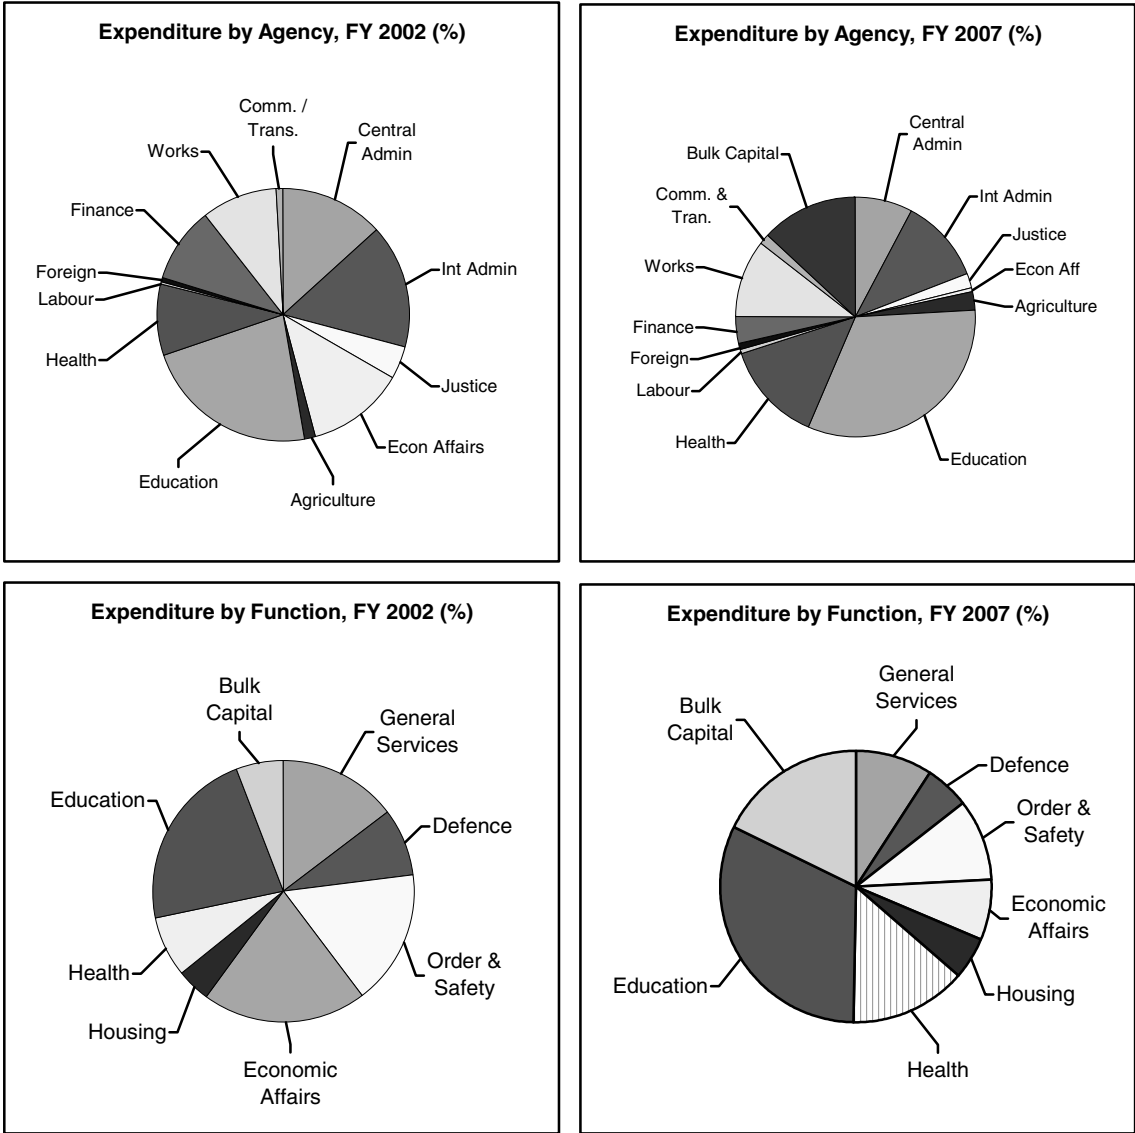 Expenditure by Agency, FY 2002 (%)
Comm. /
Trans.
Central
Admin
Works
Finance
Int Admin
Foreign
Labour
Health
Justice
Econ Affairs
Education
Agriculture
Expenditure by Agency, FY 2007 (%)
Central
Admin
Bulk Capital
Comm. &
Tran.
Int Admin
Justice
Works
Econ Aff
Agriculture
Finance
Foreign
Labour
Health
Education
Expenditure by Function, FY 2002 (%)
Bulk
Capital
General
Services
Education
Defence
Order &
Safety
Health
Housing
Economic
Affairs
Expenditure by Function, FY 2007 (%)
General
Services
Bulk
Capital
Defence
Order &
Safety
Economic
Affairs
Education
Housing
Health